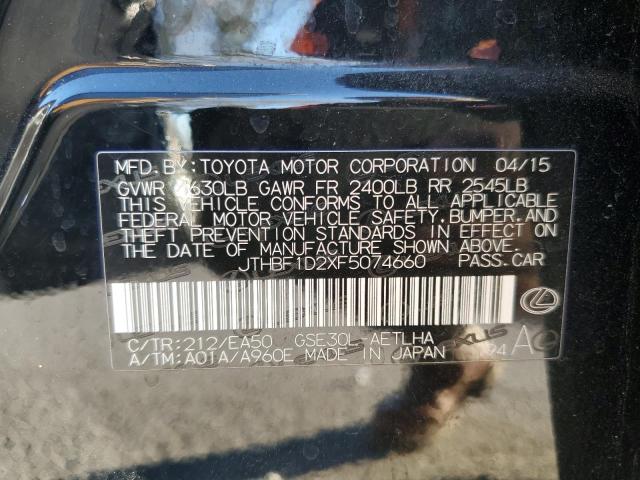 MFD.BY:TOYOTA MOTOR CORPORATION 04/15
GVWR 4630LB GAWR FR 2400LB RR 2545LB
THIS VEHICLE CONFORMS TO ALL APPLICABLE
FEDERAL MOTOR VEHICLE SAFETY,BUMPER,AND
THEFT PREVENTION STANDARDS IN EFFECT ON
THE DATE OF MANUFACTURE SHOWN ABOVE.
JTHBF1D2XF5074660 PASS.CAR
C/TR:212/EA50 GSE30L-AETLHA
A/TM:A01A/A960E MADE IN JAPAN